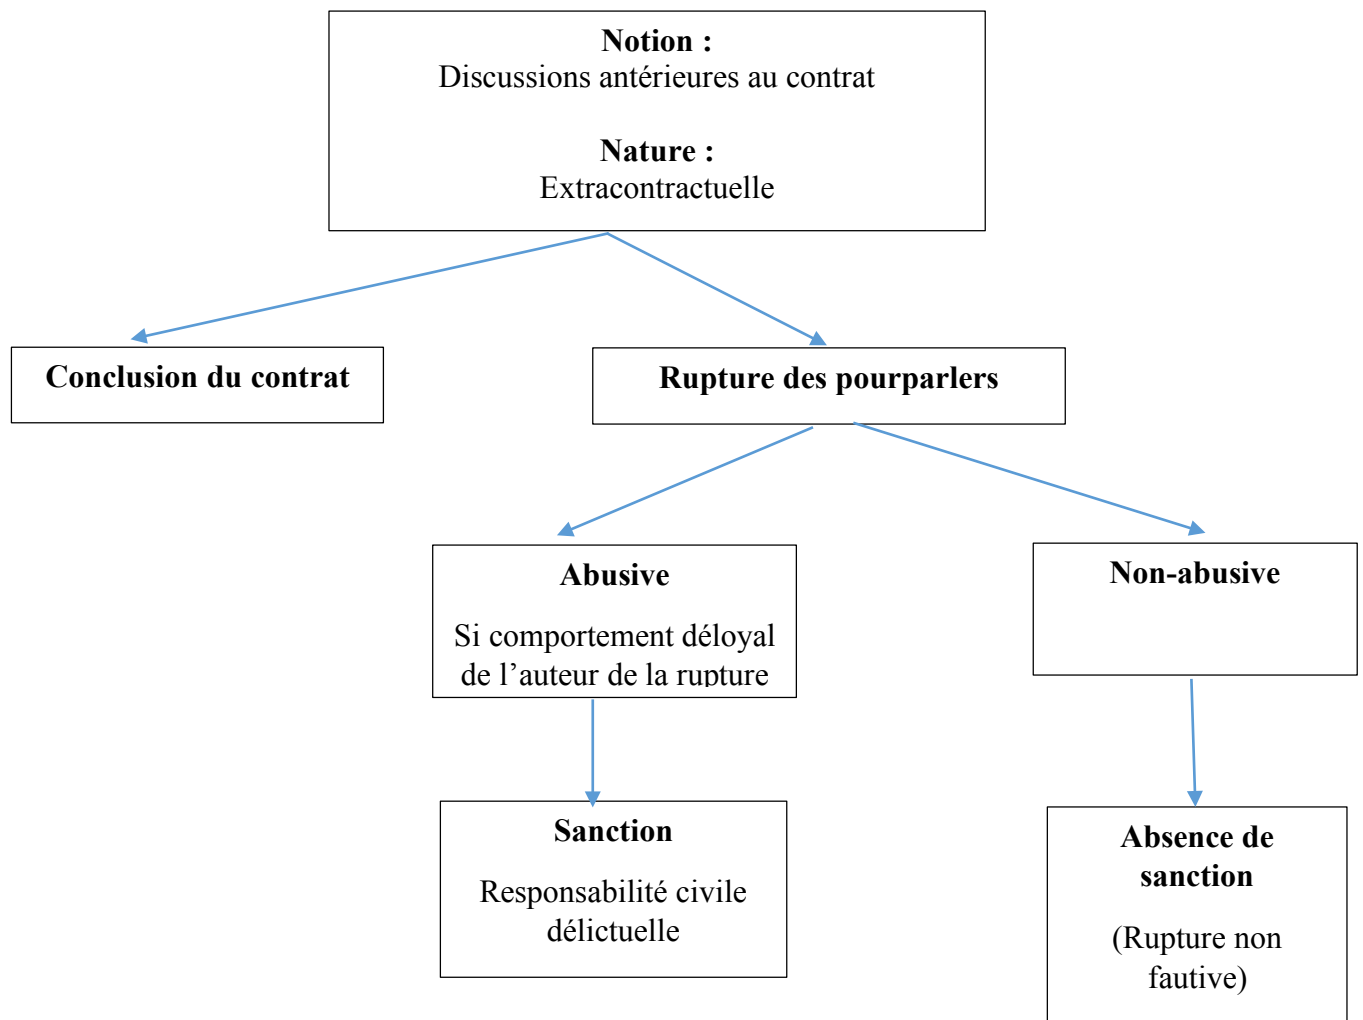 Notion :
Discussions antérieures au contrat
Nature :
Extracontractuelle
Conclusion du contrat
Rupture des pourparlers
Abusive
Si comportement déloyal
de l’auteur de la rupture
Non-abusive
Sanction
Responsabilité civile
délictuelle
Absence de
sanction
(Rupture non
fautive)